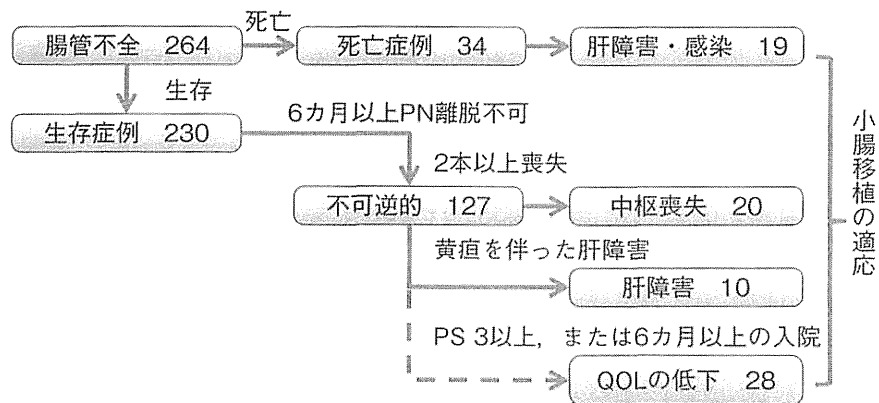 死亡
腸管不全 264
死亡症例 34
肝障害・感染 19
生存
6カ月以上PN離脱不可
生存症例 230
2本以上喪失
不可逆的 127
中枢喪失 20
黄疸を伴った肝障害
肝障害 10
PS 3以上，または6カ月以上の入院
QOLの低下 28
小腸移植の適応